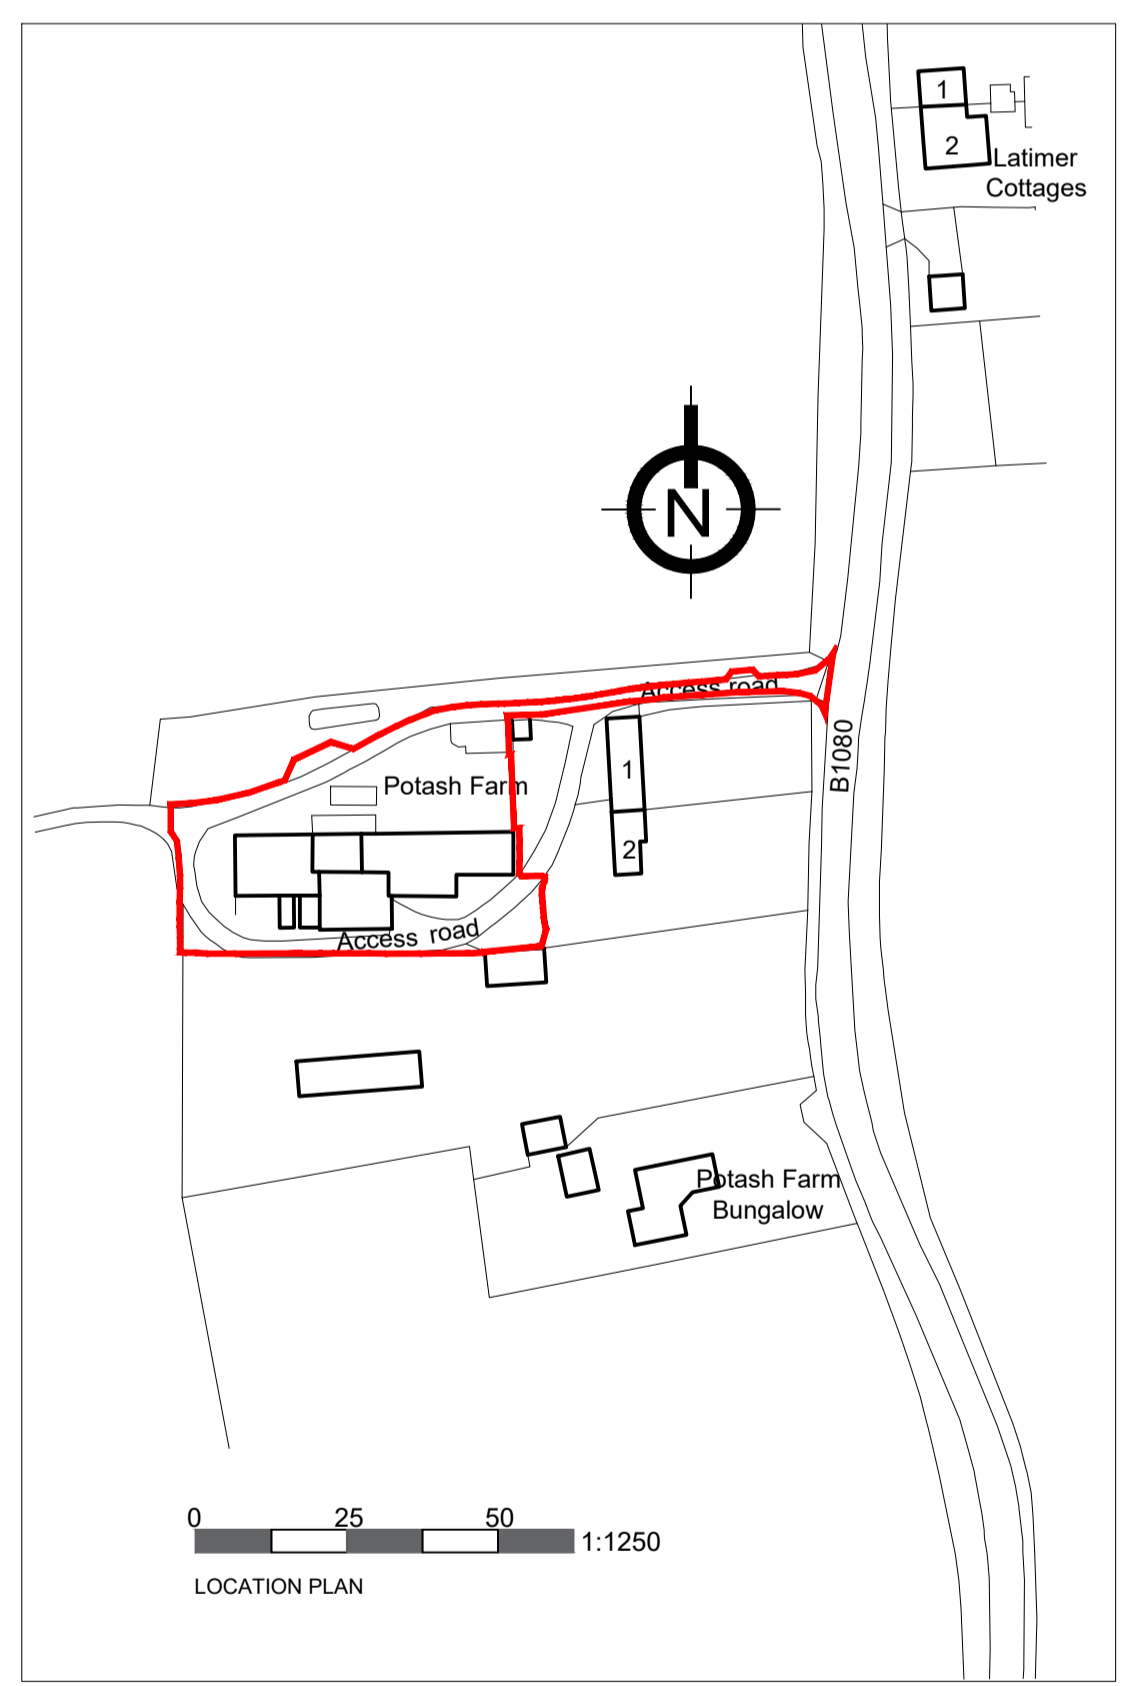 1
2
Latimer
Cottages
N
Access road
B1080
1
Potash Farm
2
Access road
Potash Farm
Bungalow
0 25 50
1:1250
LOCATION PLAN